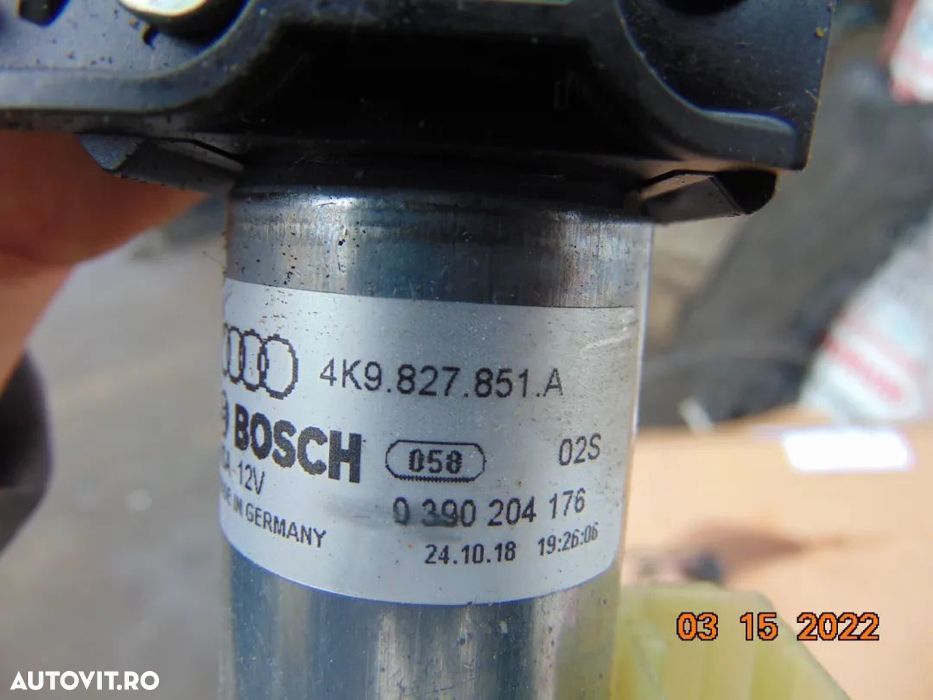 4K9.827.851.A
BOSCH
058
02S
12V
0 390 204 176
IN GERMANY
24.10.18 19:26:06
03 15 2022
AUTOVIT.RO